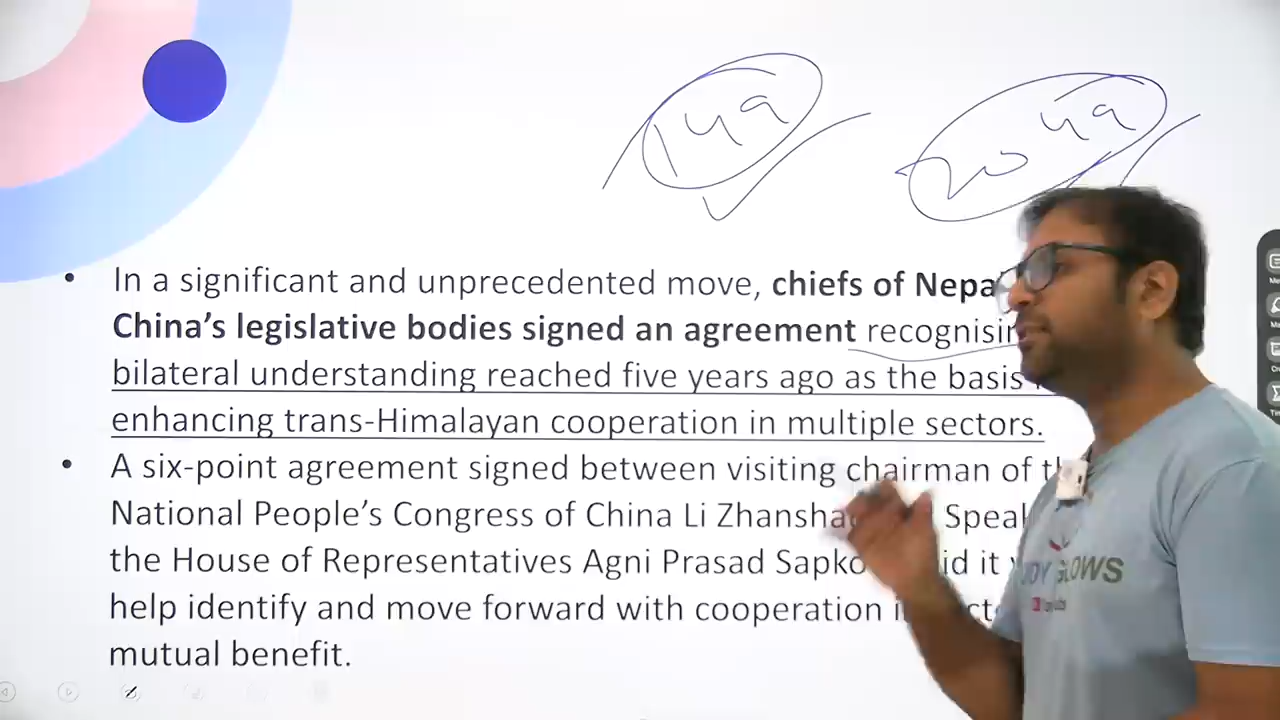 149
2049
In a significant and unprecedented move, chiefs of Nepa
China’s legislative bodies signed an agreement recognisin
bilateral understanding reached five years ago as the basis
enhancing trans-Himalayan cooperation in multiple sectors.
A six-point agreement signed between visiting chairman of
National People’s Congress of China Li Zhansh Speak
the House of Representatives Agni Prasad Sapko id it
help identify and move forward with cooperation i
mutual benefit.
GLOWS